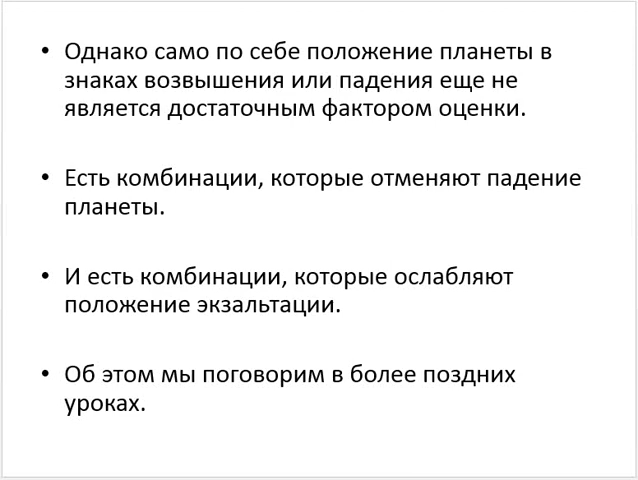 • Однако само по себе положение планеты в
знаках возвышения или падения еще не
является достаточным фактором оценки.
• Есть комбинации, которые отменяют падение
планеты.
• И есть комбинации, которые ослабляют
положение экзальтации.
• Об этом мы поговорим в более поздних
уроках.